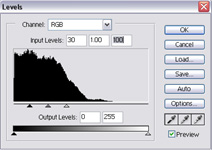 Levels
Channel: RGB
OK
Input Levels: 30 1.00 100
Cancel
Load...
Save...
Auto
Options...
Output Levels: 0 255
Preview